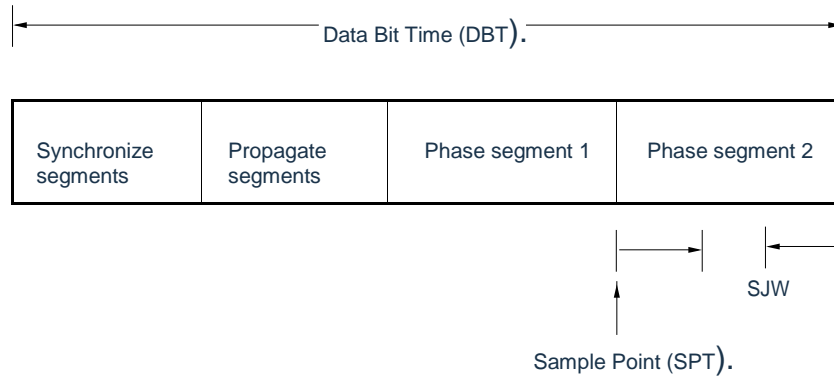 Data Bit Time (DBT).
Synchronize
segments
Propagate
segments
Phase segment 1
Phase segment 2
SJW
Sample Point (SPT).